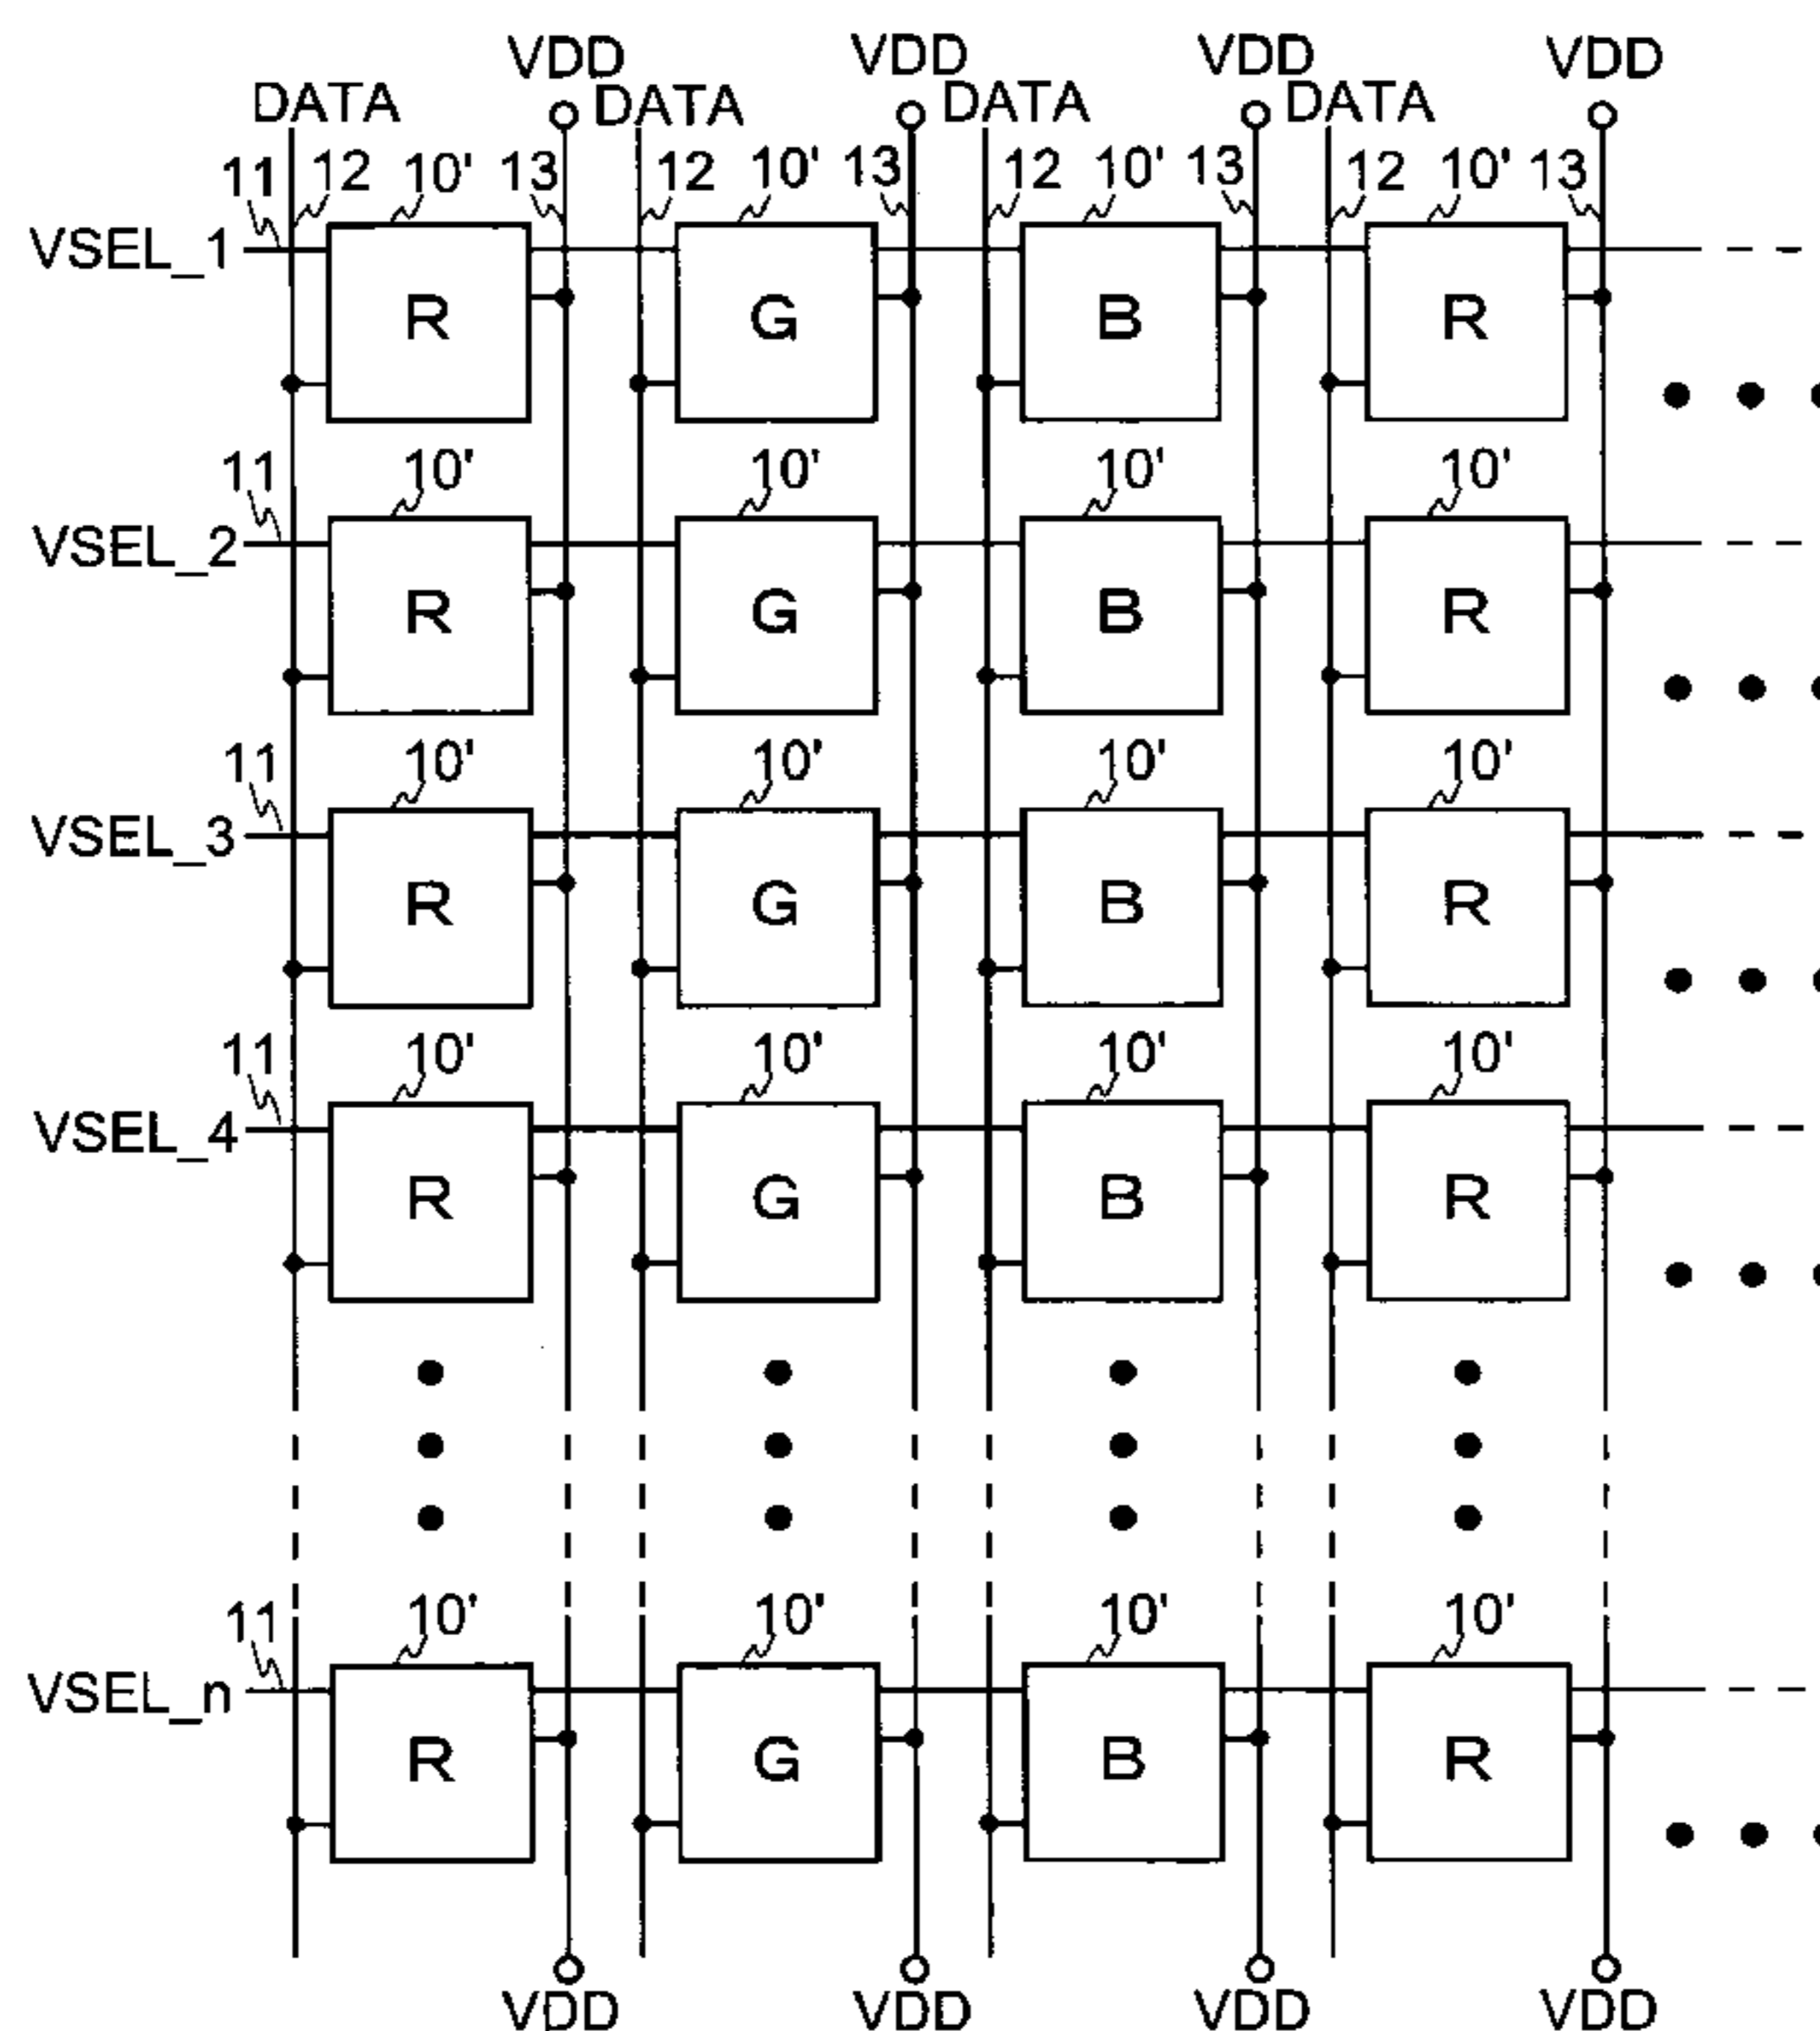 VDD VDD VDD VDD
DATA DATA DATA DATA
11 12 10' 13 12 10' 13 12 10' 13 12 10' 13
VSEL_1
R G B R
11 10' 10' 10' 10'
VSEL_2
R G B R
11 10' 10' 10' 10'
VSEL_3
R G B R
11 10' 10' 10' 10'
VSEL_4
R G B R
11 10' 10' 10' 10'
VSEL_n
R G B R
VDD VDD VDD VDD